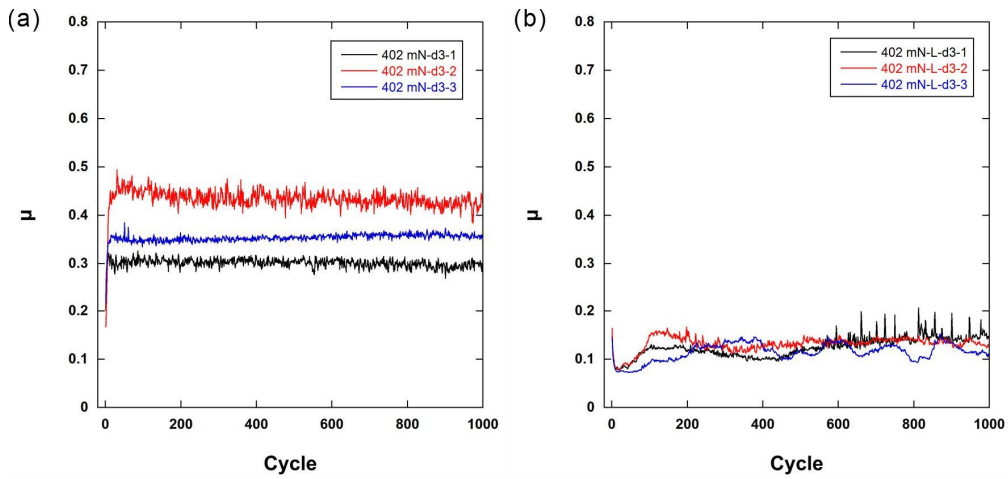 (a)
0.8
0.7
0.6
0.5
0.4
0.3
0.2
0.1
0
μ
402 mN-d3-1
402 mN-d3-2
402 mN-d3-3
0 200 400 600 800 1000
Cycle
(b)
0.8
0.7
0.6
0.5
0.4
0.3
0.2
0.1
0
μ
402 mN-L-d3-1
402 mN-L-d3-2
402 mN-L-d3-3
0 200 400 600 800 1000
Cycle